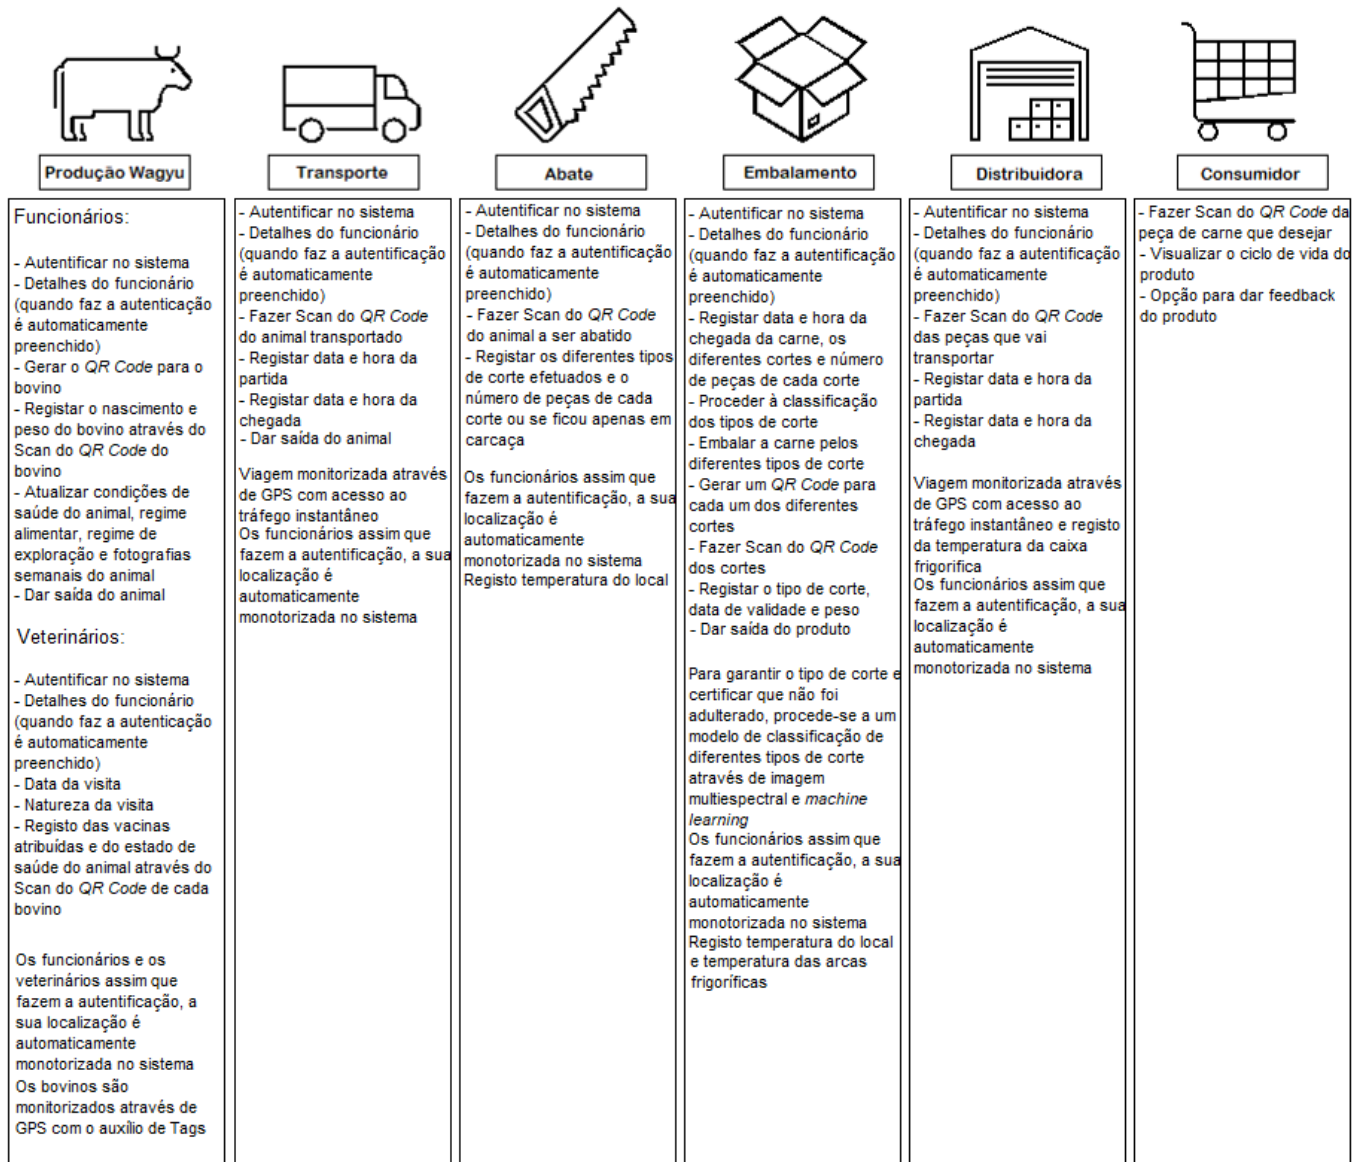 Produção Wagyu
Funcionários:
- Autentificar no sistema
- Detalhes do funcionário
(quando faz a autenticação
é automaticamente
preenchido)
- Gerar o QR Code para o
bovino
- Registar o nascimento e
peso do bovino através do
Scan do QR Code do
bovino
- Atualizar condições de
saúde do animal, regime
alimentar, regime de
exploração e fotografias
semanais do animal
- Dar saída do animal
Veterinários:
- Autentificar no sistema
- Detalhes do funcionário
(quando faz a autenticação
é automaticamente
preenchido)
- Data da visita
- Natureza da visita
- Registo das vacinas
atribuídas e do estado de
saúde do animal através do
Scan do QR Code de cada
bovino
Os funcionários e os
veterinários assim que
fazem a autentificação, a
sua localização é
automaticamente
monotorizada no sistema
Os bovinos são
monitorizados através de
GPS com o auxílio de Tags
Transporte
- Autentificar no sistema
- Detalhes do funcionário
(quando faz a autentificação
é automaticamente
preenchido)
- Fazer Scan do QR Code
do animal transportado
- Registar data e hora da
partida
- Registar data e hora da
chegada
- Dar saída do animal
Viagem monitorizada através
de GPS com acesso ao
tráfego instantâneo
Os funcionários assim que
fazem a autentificação, a sua
localização é
automaticamente
monotorizada no sistema
Abate
- Autentificar no sistema
- Detalhes do funcionário
(quando faz a autentificação
é automaticamente
preenchido)
- Fazer Scan do QR Code
do animal a ser abatido
- Registar os diferentes tipos
de corte efetuados e o
número de peças de cada
corte ou se ficou apenas em
carcaça
Os funcionários assim que
fazem a autentificação, a sua
localização é
automaticamente
monotorizada no sistema
Registo temperatura do local
Embalamento
- Autentificar no sistema
- Detalhes do funcionário
(quando faz a autentificação
é automaticamente
preenchido)
- Registar data e hora da
chegada da carne, os
diferentes cortes e número
de peças de cada corte
- Proceder à classificação
dos tipos de corte
- Embalar a carne pelos
diferentes tipos de corte
- Gerar um QR Code para
cada um dos diferentes
cortes
- Fazer Scan do QR Code
dos cortes
- Registar o tipo de corte,
data de validade e peso
- Dar saída do produto
Para garantir o tipo de corte e
certificar que não foi
adulterado, procede-se a um
modelo de classificação de
diferentes tipos de corte
através de imagem
multiespectral e machine
learning
Os funcionários assim que
fazem a autentificação, a sua
localização é
automaticamente
monotorizada no sistema
Registo temperatura do local
e temperatura das arcas
frigoríficas
Distribuidora
- Autentificar no sistema
- Detalhes do funcionário
(quando faz a autentificação
é automaticamente
preenchido)
- Fazer Scan do QR Code
das peças que vai
transportar
- Registar data e hora da
partida
- Registar data e hora da
chegada
Viagem monitorizada através
de GPS com acesso ao
tráfego instantâneo e registo
da temperatura da caixa
frigorifica
Os funcionários assim que
fazem a autentificação, a sua
localização é
automaticamente
monotorizada no sistema
Consumidor
- Fazer Scan do QR Code da
peça de carne que desejar
- Visualizar o ciclo de vida do
produto
- Opção para dar feedback
do produto